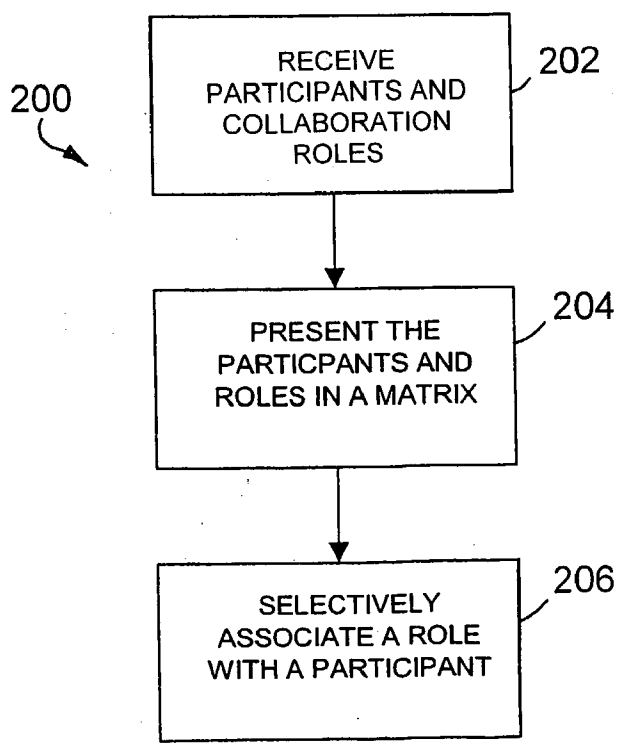 200
RECEIVE
PARTICIPANTS AND
COLLABORATION
ROLES
202
PRESENT THE
PARTICPANTS AND
ROLES IN A MATRIX
204
SELECTIVELY
ASSOCIATE A ROLE
WITH A PARTICIPANT
206